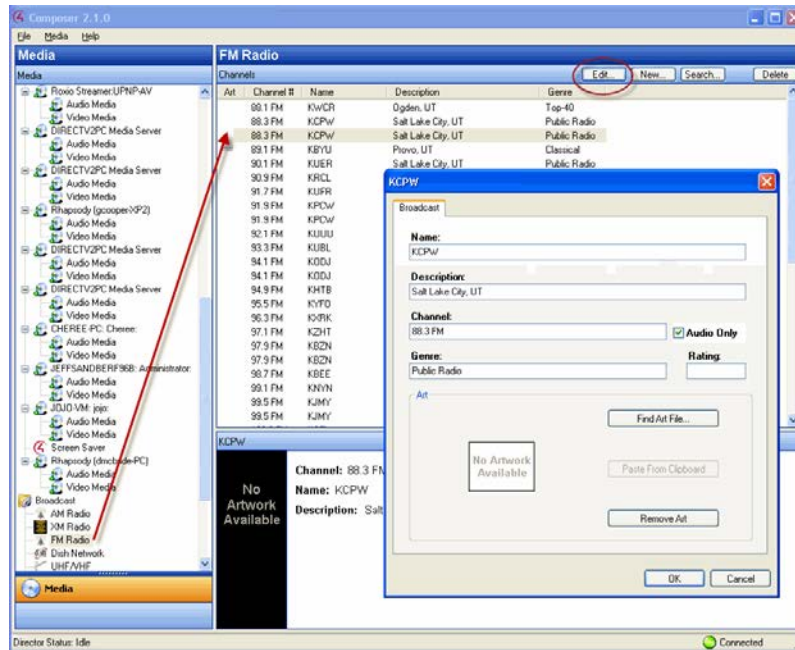 Composer 2.1.0
File Media Help
Media
Media
Roxio Streamer:UPNP-AV
Audio Media
Video Media
DIRECTV2PC Media Server
Audio Media
Video Media
DIRECTV2PC Media Server
Audio Media
Video Media
Rhapsody (gcooper-XP2)
Audio Media
Video Media
DIRECTV2PC Media Server
Audio Media
Video Media
DIRECTV2PC Media Server
Audio Media
Video Media
CHEREE-PC: Cheree:
Audio Media
Video Media
JEFFSANDBERF968: Administrator:
Audio Media
Video Media
JOJO-VM: jojo:
Audio Media
Video Media
Screen Saver
Rhapsody (dmcbride-PC)
Audio Media
Video Media
Broadcast
AM Radio
XM Radio
FM Radio
Dish Network
UHF/VHF
Media
FM Radio
Channels Edit... New... Search... Delete
Art Channel # Name Description Genre
88.1 FM KWCR Ogden, UT Top-40
88.3 FM KCPW Salt Lake City, UT Public Radio
88.3 FM KCPW Salt Lake City, UT Public Radio
89.1 FM KBYU Provo, UT Classical
90.1 FM KUER Salt Lake City, UT Public Radio
90.9 FM KRCL
91.7 FM KUFR
91.9 FM KPCW
91.9 FM KPCW
92.1 FM KUUU
93.3 FM KUBL
94.1 FM KODJ
94.1 FM KODJ
94.9 FM KHTB
95.5 FM KYFO
96.3 FM KXRK
97.1 FM KZHT
97.9 FM KBZN
97.9 FM KBZN
98.7 FM KBEE
99.1 FM KNYN
99.5 FM KJMY
99.5 FM KJMY
KCPW
No Artwork Available
Channel: 88.3 FM
Name: KCPW
Description: Salt
KCPW
Broadcast
Name:
KCPW
Description:
Salt Lake City, UT
Channel:
88.3 FM Audio Only
Genre: Rating:
Public Radio
Art
Find Art File...
No Artwork
Available
Paste From Clipboard
Remove Art
OK Cancel
Director Status: Idle Connected